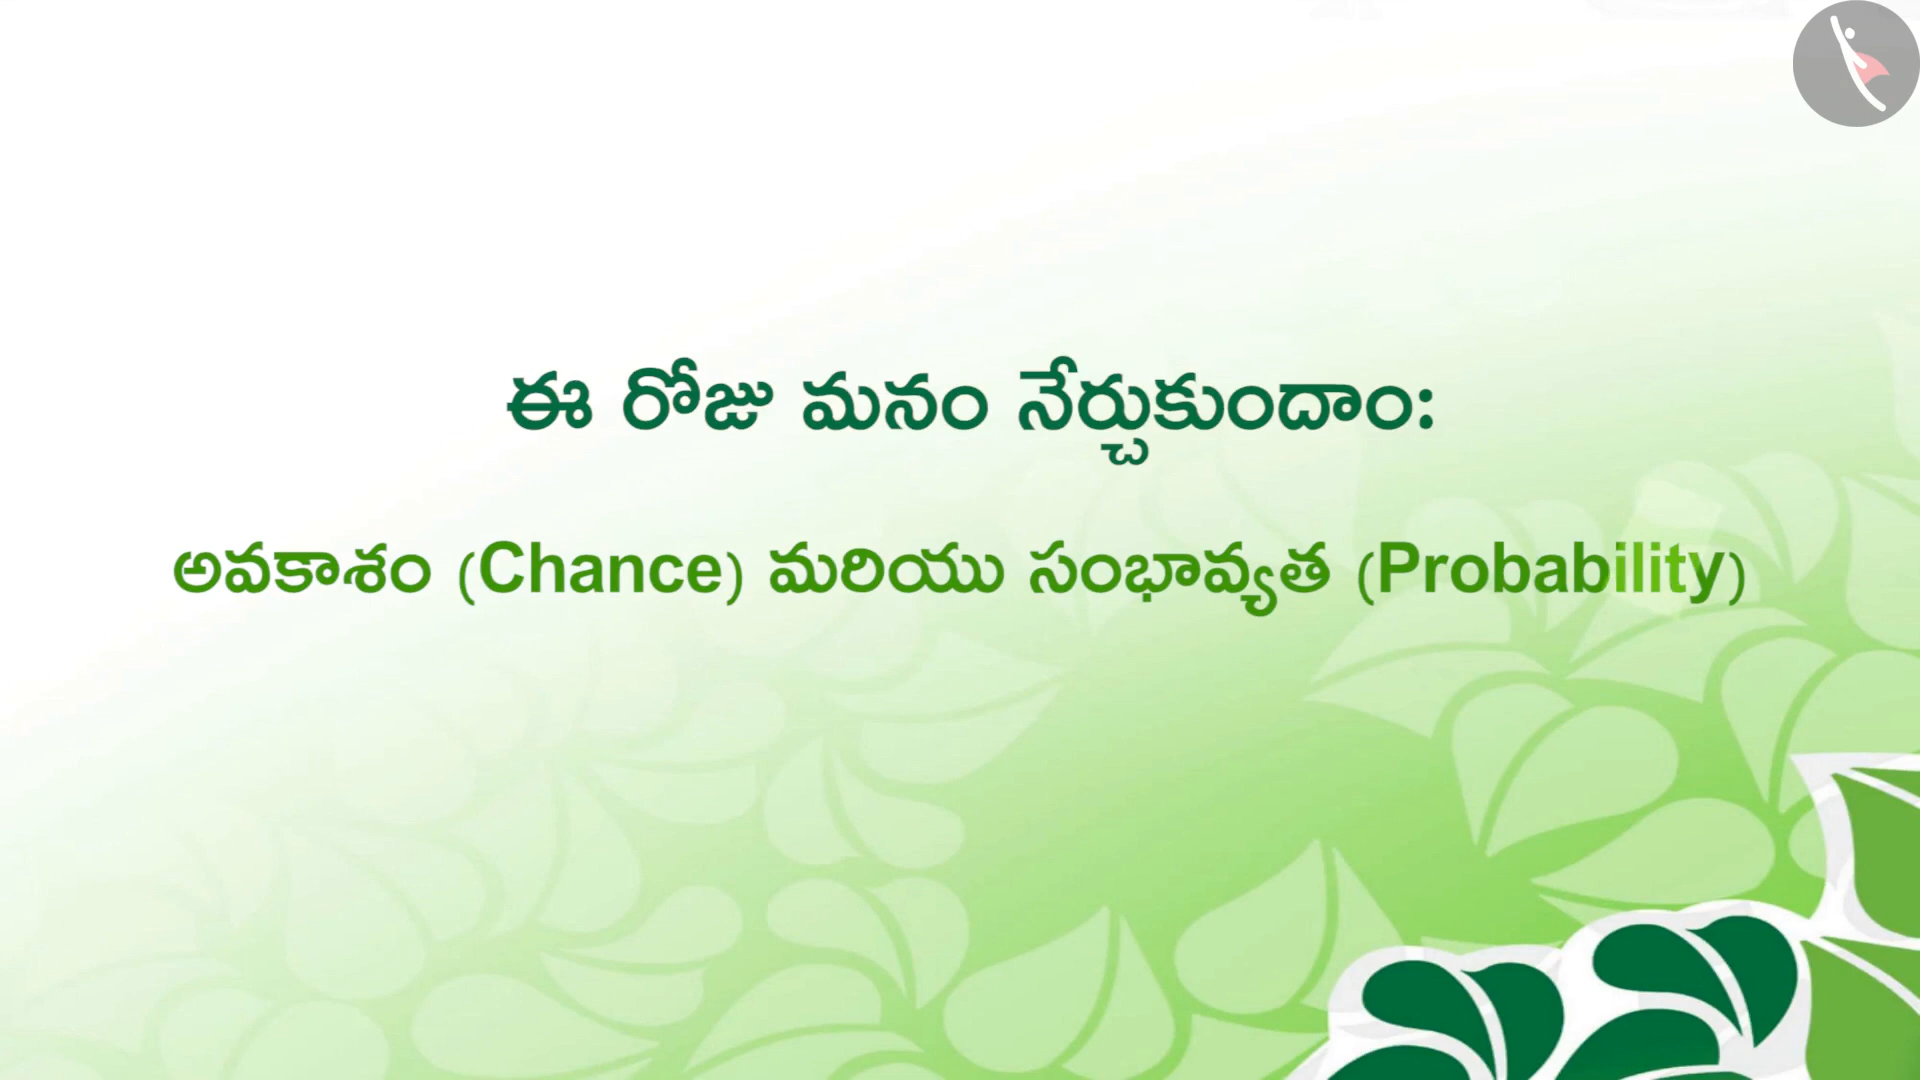 ఈ రోజు మనం నేర్చుకుందాం:
అవకాశం (Chance) మరియు సంభావ్యత (Probability)